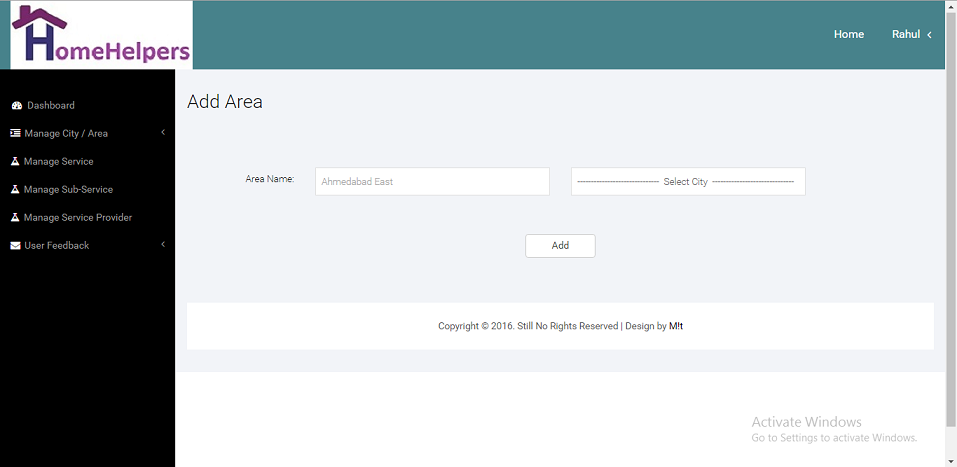 HomeHelpers
Home
Rahul
Dashboard
Manage City / Area
Manage Service
Manage Sub-Service
Manage Service Provider
User Feedback
Add Area
Area Name:
Ahmedabad East
------------------------------ Select City ------------------------------
Add
Copyright © 2016. Still No Rights Reserved | Design by M!t
Activate Windows
Go to Settings to activate Windows.